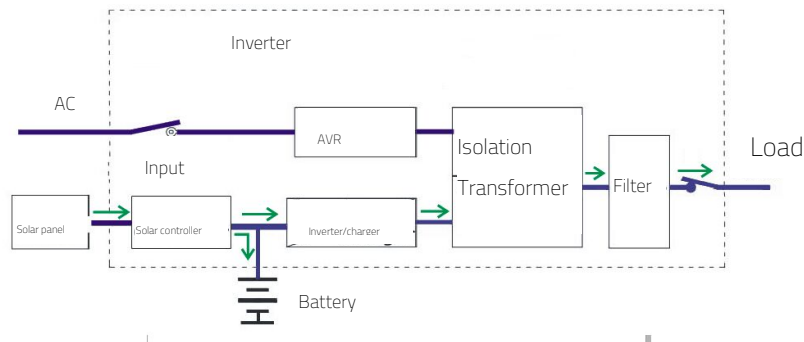 Inverter
AC
AVR
Isolation
Transformer
Load
Input
Filter
Solar panel
Solar controller
Inverter/charger
Battery